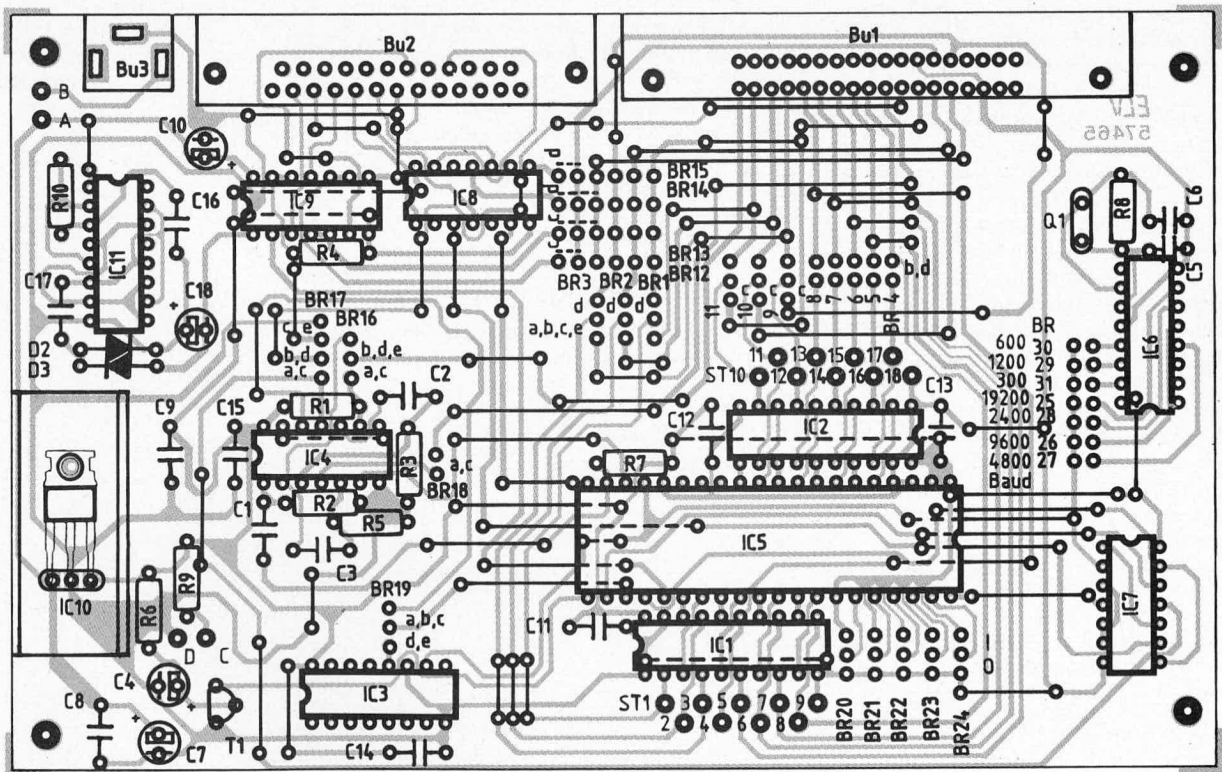 Bu3
Bu2
Bu1
B
A
C10
ELV
57465
R10
IC11
C16
IC9
IC8
R4
d
d
c
c
BR15
BR14
BR13
BR12
BR3
BR2
BR1
d
d
d
a,b,c,e
Q1
R8
C6
C5
IC6
C17
C18
D2
D3
BR17
BR16
c,e
b,d
a,c
b,d,e
a,c
11
10
9
c
c
c
8
7
6
5
4
BR
b,d
11
13
15
17
ST10
12
14
16
18
BR
600 30
1200 29
300 31
19200 25
2400 28
9600 26
4800 27
Baud
C2
C9
C15
R1
IC4
R3
a,c
BR18
C12
IC2
C13
R7
C1
R2
R5
C3
IC5
IC10
R6
R9
D
C
BR19
a,b,c
d,e
C11
IC1
IC7
I
O
C4
C8
C7
T1
IC3
C14
ST1
3
5
7
9
2
4
6
8
BR20
BR21
BR22
BR23
BR24